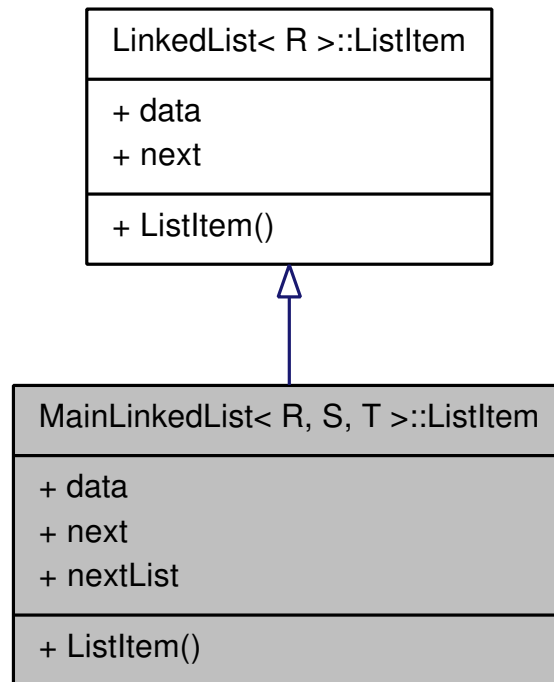 LinkedList< R >::ListItem
+ data
+ next
+ ListItem()
MainLinkedList< R, S, T >::ListItem
+ data
+ next
+ nextList
+ ListItem()